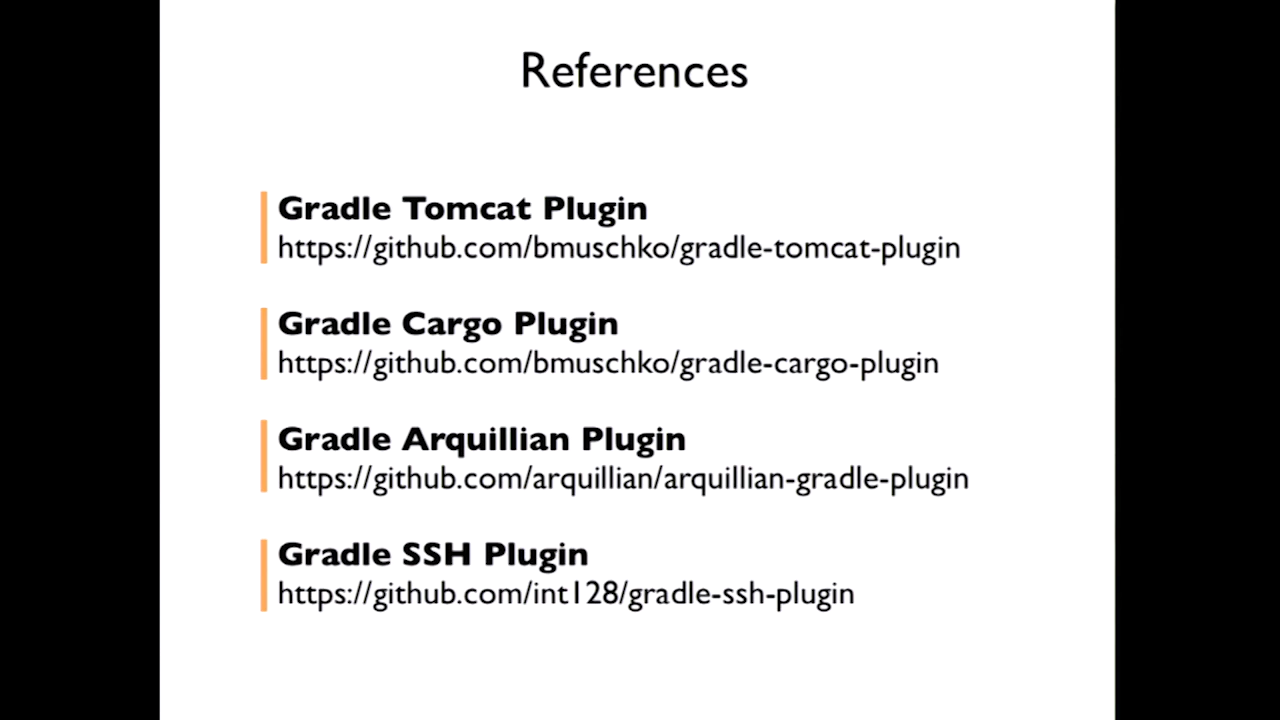 References
Gradle Tomcat Plugin
https://github.com/bmuschko/gradle-tomcat-plugin
Gradle Cargo Plugin
https://github.com/bmuschko/gradle-cargo-plugin
Gradle Arquillian Plugin
https://github.com/arquillian/arquillian-gradle-plugin
Gradle SSH Plugin
https://github.com/int128/gradle-ssh-plugin